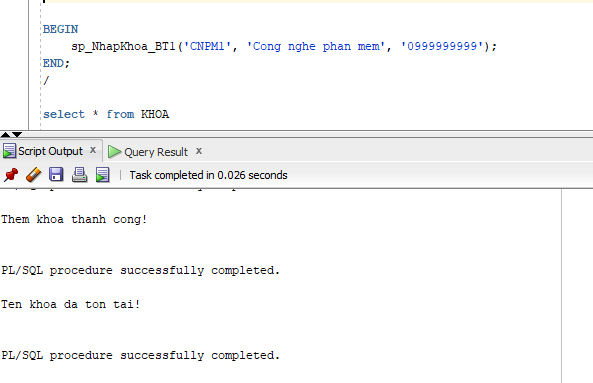 BEGIN
sp_NhapKhoa_BT1('CNPM1', 'Cong nghe phan mem', '0999999999');
END;
/
select * from KHOA
Script Output x Query Result x
Task completed in 0.026 seconds
Them khoa thanh cong!
PL/SQL procedure successfully completed.
Ten khoa da ton tai!
PL/SQL procedure successfully completed.